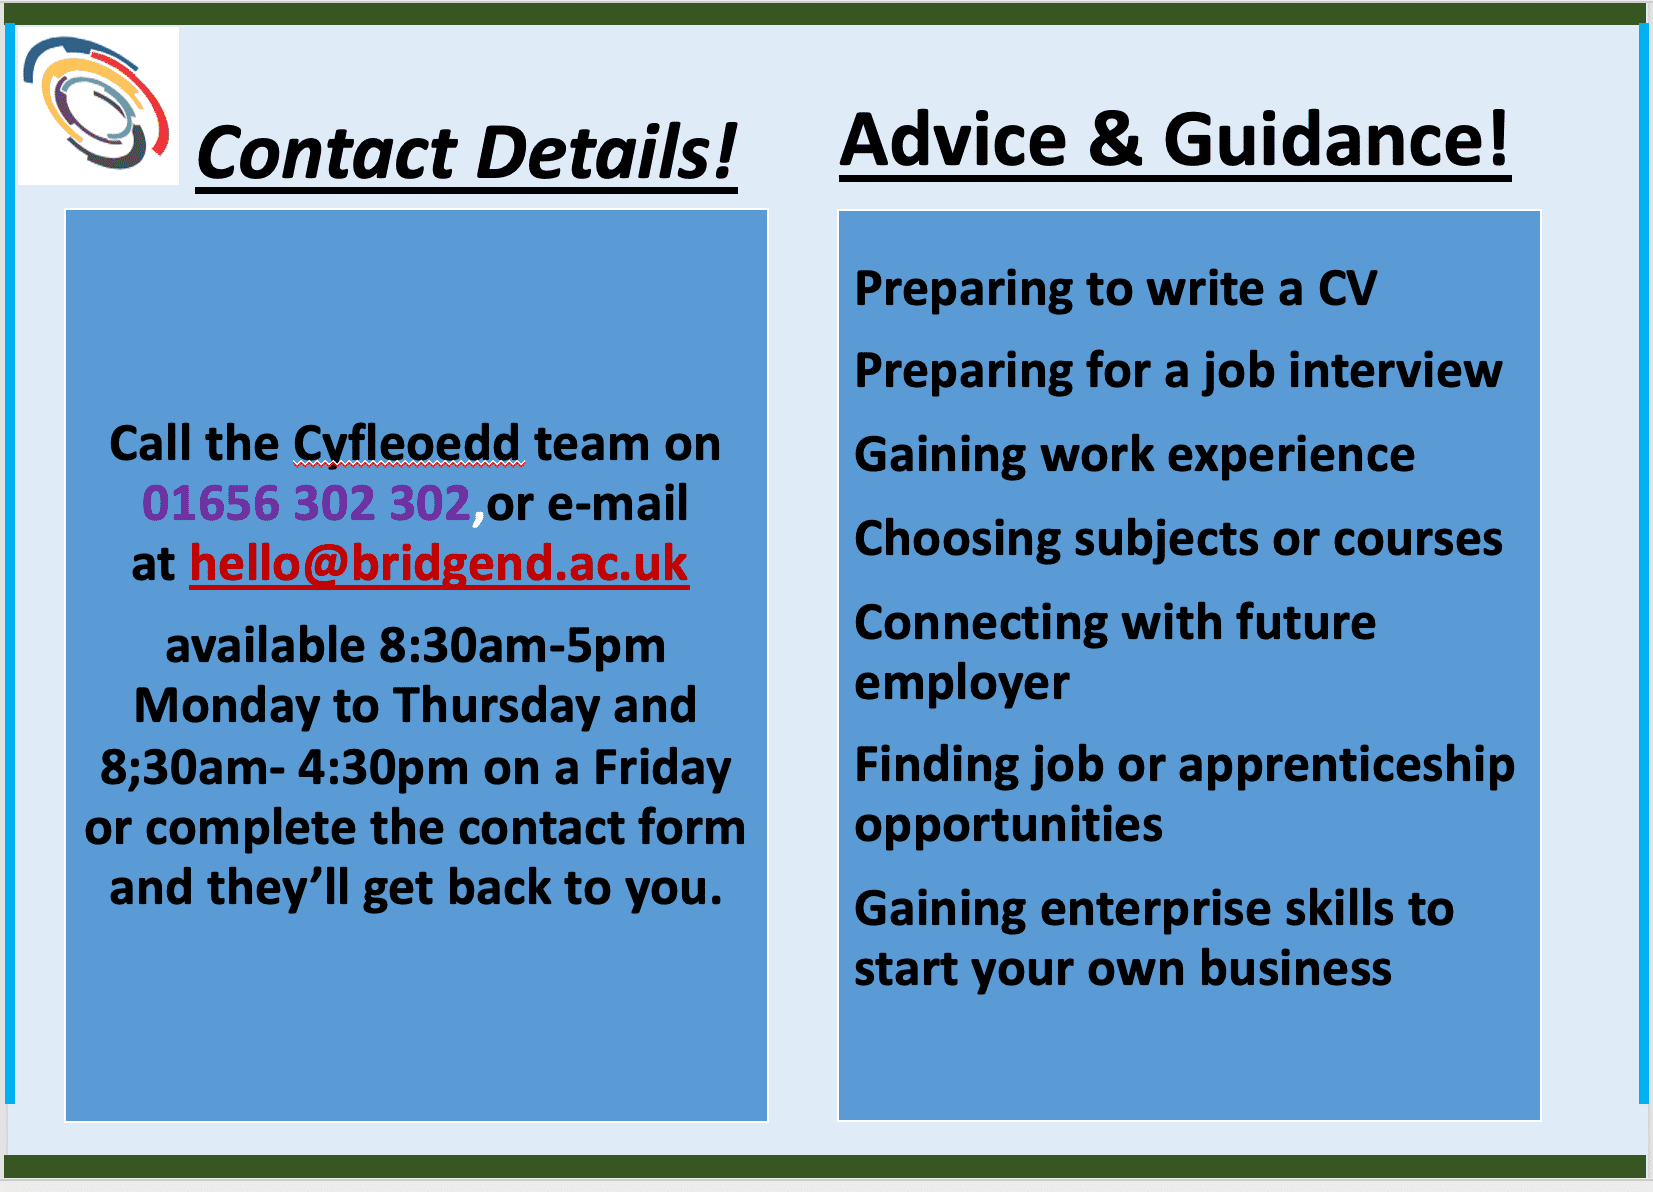 Contact Details!
Call the Cyfleoedd team on
01656 302 302,or e-mail
at hello@bridgend.ac.uk
available 8:30am-5pm
Monday to Thursday and
8;30am- 4:30pm on a Friday
or complete the contact form
and they’ll get back to you.
Advice & Guidance!
Preparing to write a CV
Preparing for a job interview
Gaining work experience
Choosing subjects or courses
Connecting with future
employer
Finding job or apprenticeship
opportunities
Gaining enterprise skills to
start your own business